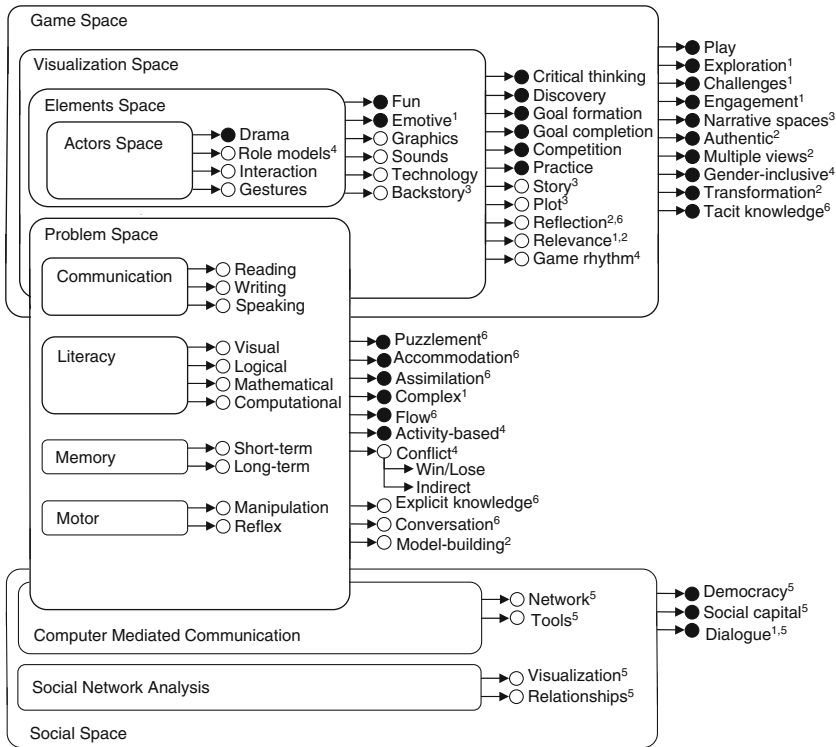 Game Space
Visualization Space
Elements Space
Actors Space
Drama
Role models⁴
Interaction
Gestures
Fun
Emotive¹
Graphics
Sounds
Technology
Backstory³
Critical thinking
Discovery
Goal formation
Goal completion
Competition
Practice
Story³
Plot³
Reflection²,⁶
Relevance¹,²
Game rhythm⁴
Play
Exploration¹
Challenges¹
Engagement¹
Narrative spaces³
Authentic²
Multiple views²
Gender-inclusive⁴
Transformation²
Tacit knowledge⁶
Problem Space
Communication
Reading
Writing
Speaking
Literacy
Visual
Logical
Mathematical
Computational
Memory
Short-term
Long-term
Motor
Manipulation
Reflex
Puzzlement⁶
Accommodation⁶
Assimilation⁶
Complex¹
Flow⁶
Activity-based⁴
Conflict⁴
Win/Lose
Indirect
Explicit knowledge⁶
Conversation⁶
Model-building²
Computer Mediated Communication
Network⁵
Tools⁵
Social Network Analysis
Visualization⁵
Relationships⁵
Social Space
Democracy⁵
Social capital⁵
Dialogue¹,⁵